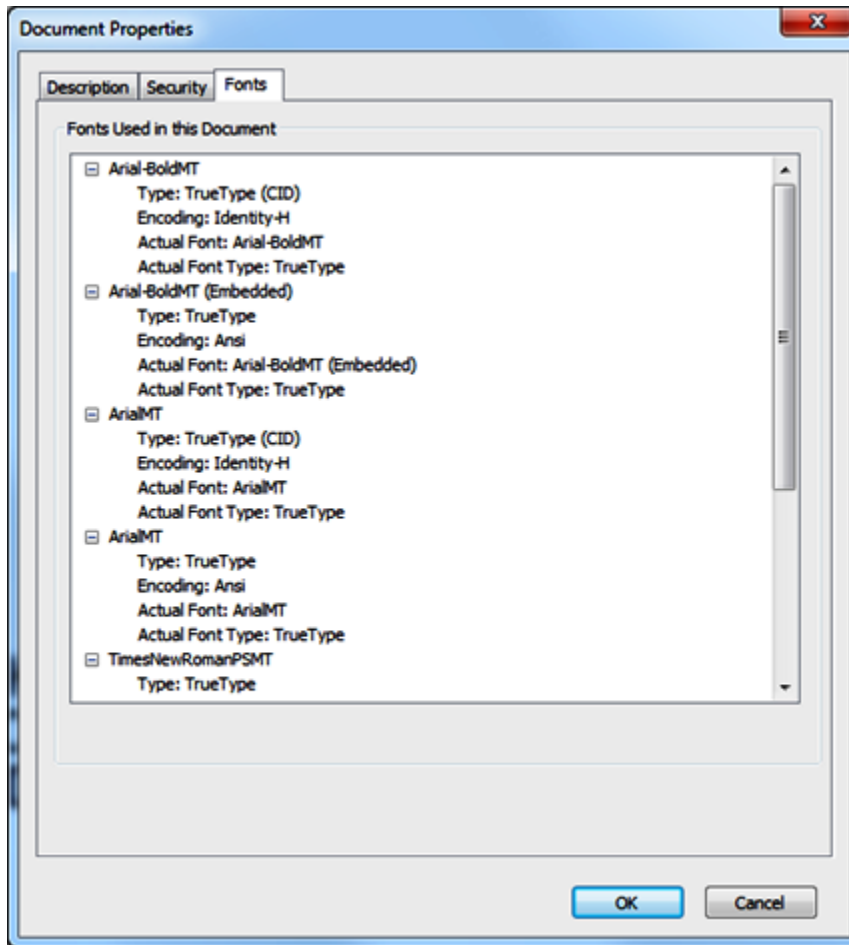 Document Properties
Description Security Fonts
Fonts Used in this Document
Arial-BoldMT
Type: TrueType (CID)
Encoding: Identity-H
Actual Font: Arial-BoldMT
Actual Font Type: TrueType
Arial-BoldMT (Embedded)
Type: TrueType
Encoding: Ansi
Actual Font: Arial-BoldMT (Embedded)
Actual Font Type: TrueType
ArialMT
Type: TrueType (CID)
Encoding: Identity-H
Actual Font: ArialMT
Actual Font Type: TrueType
ArialMT
Type: TrueType
Encoding: Ansi
Actual Font: ArialMT
Actual Font Type: TrueType
TimesNewRomanPSMT
Type: TrueType
OK Cancel